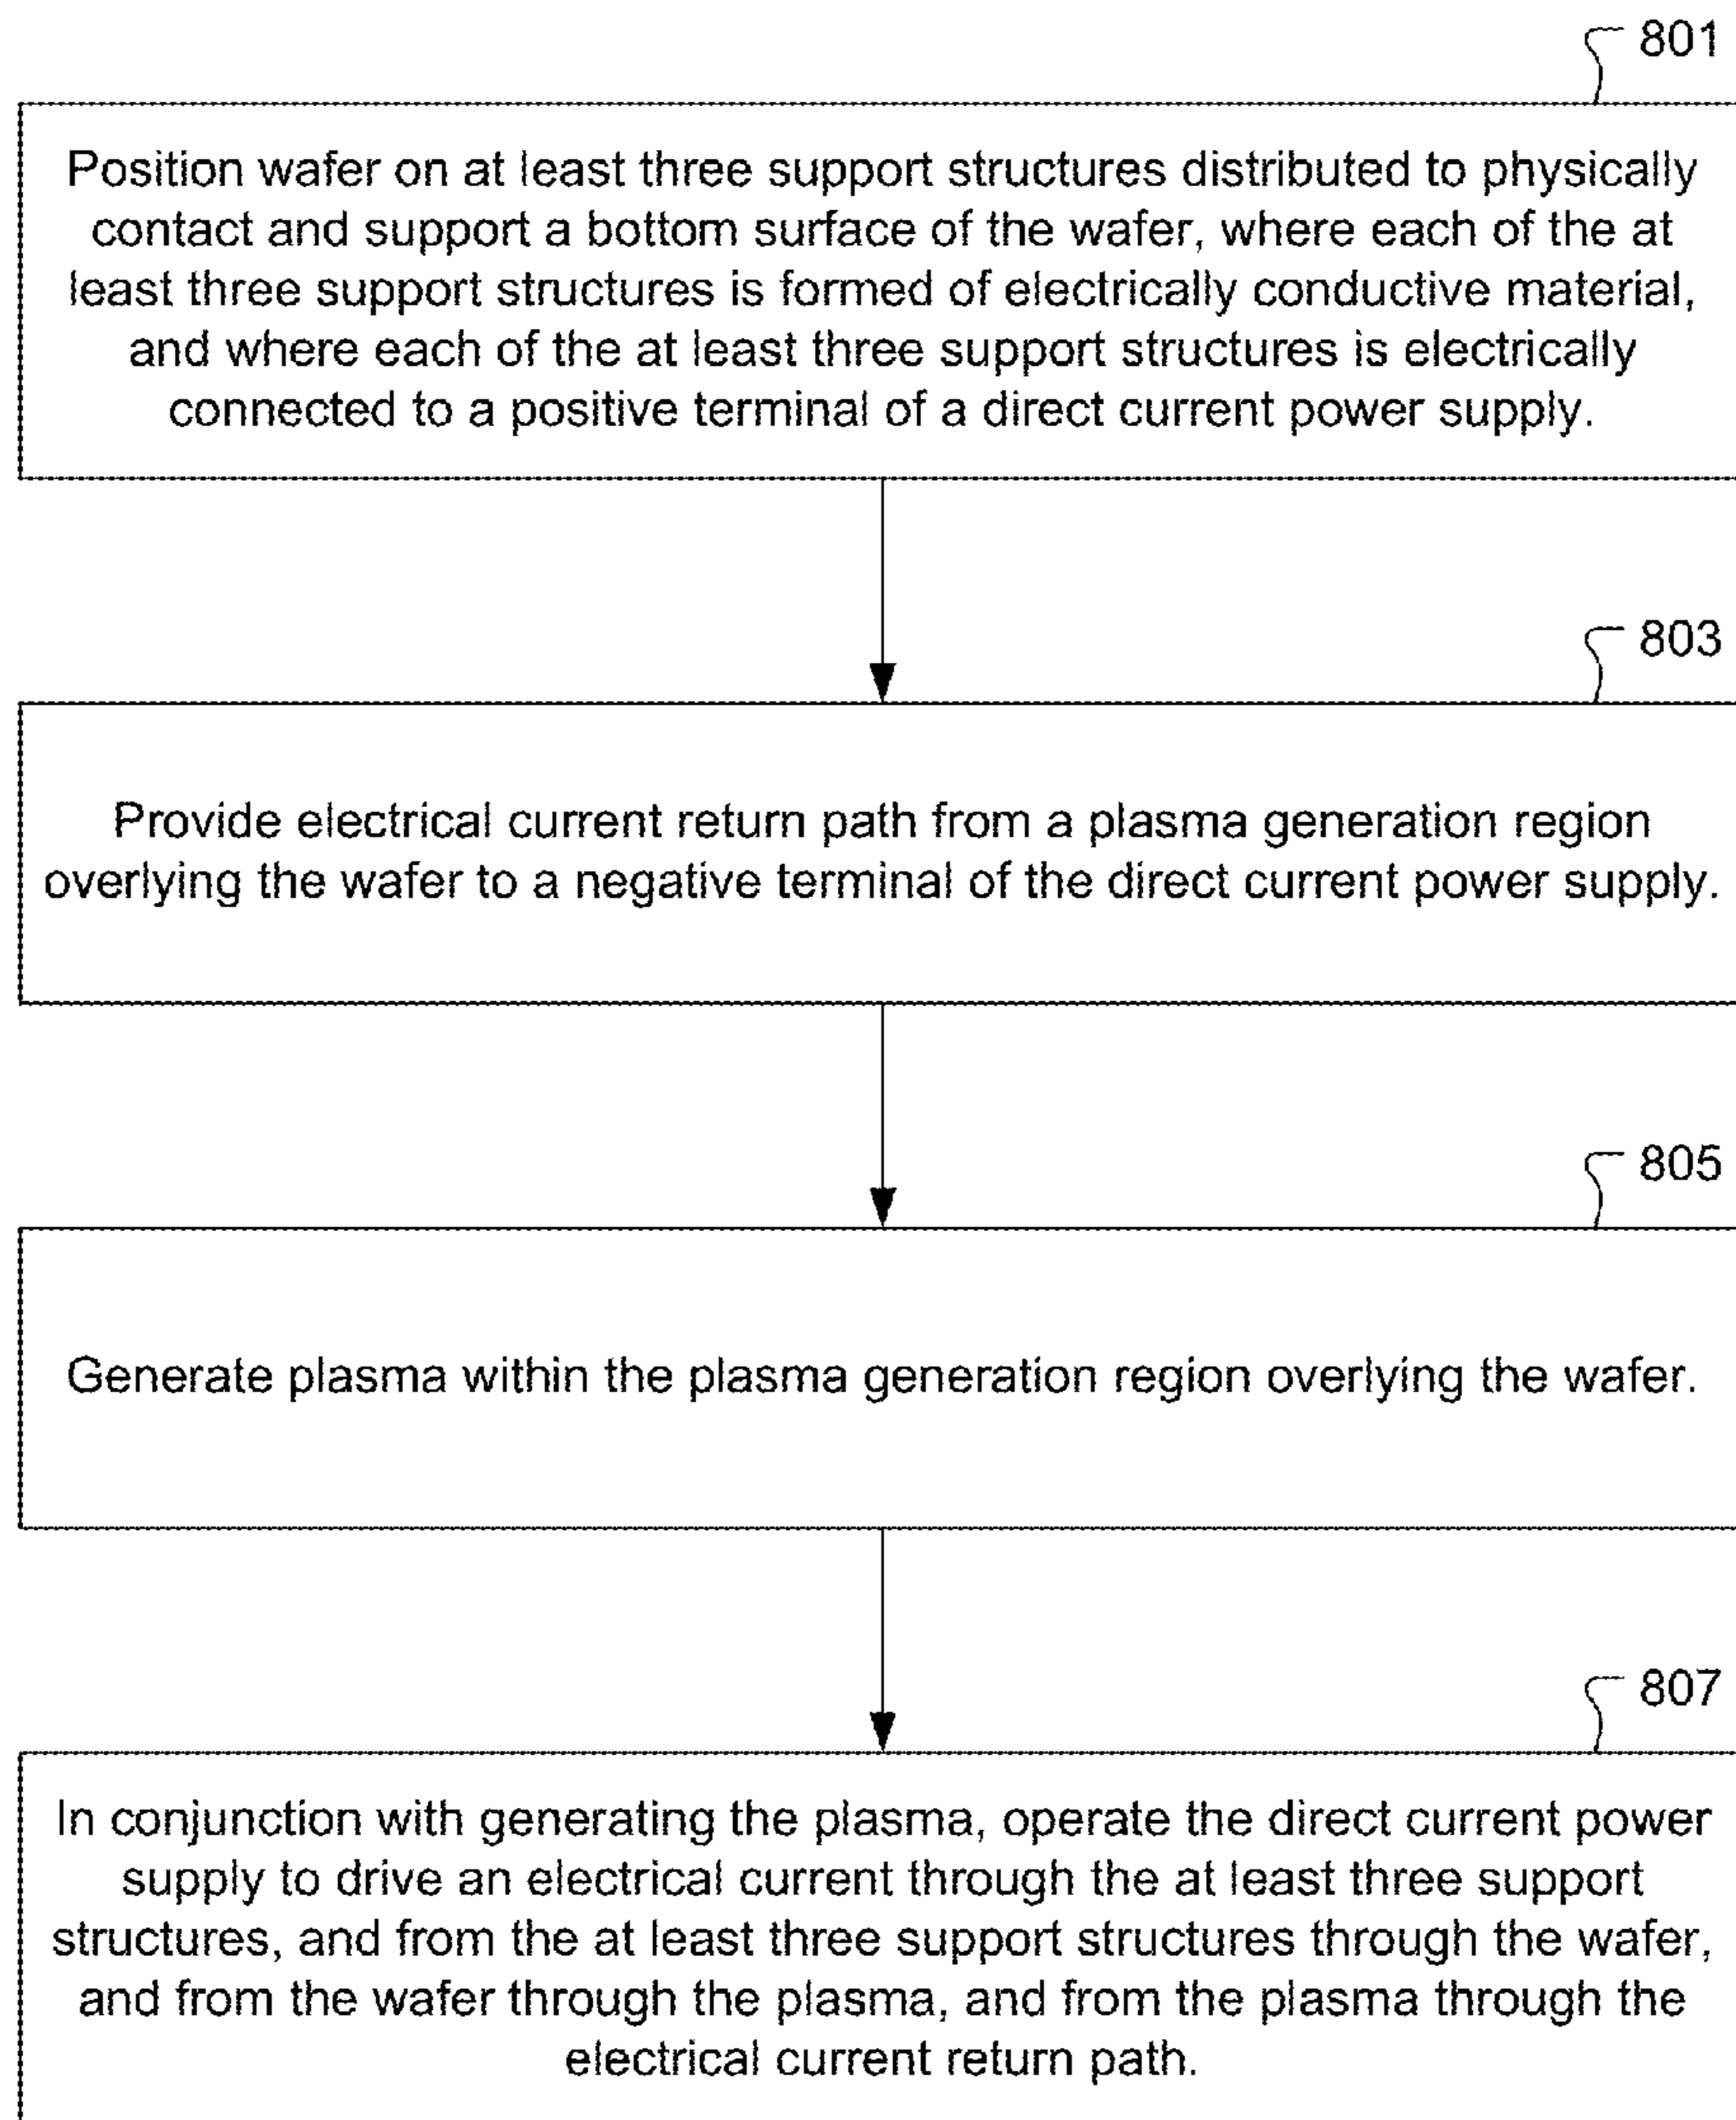 801
Position wafer on at least three support structures distributed to physically
contact and support a bottom surface of the wafer, where each of the at
least three support structures is formed of electrically conductive material,
and where each of the at least three support structures is electrically
connected to a positive terminal of a direct current power supply.
803
Provide electrical current return path from a plasma generation region
overlying the wafer to a negative terminal of the direct current power supply.
805
Generate plasma within the plasma generation region overlying the wafer.
807
In conjunction with generating the plasma, operate the direct current power
supply to drive an electrical current through the at least three support
structures, and from the at least three support structures through the wafer,
and from the wafer through the plasma, and from the plasma through the
electrical current return path.